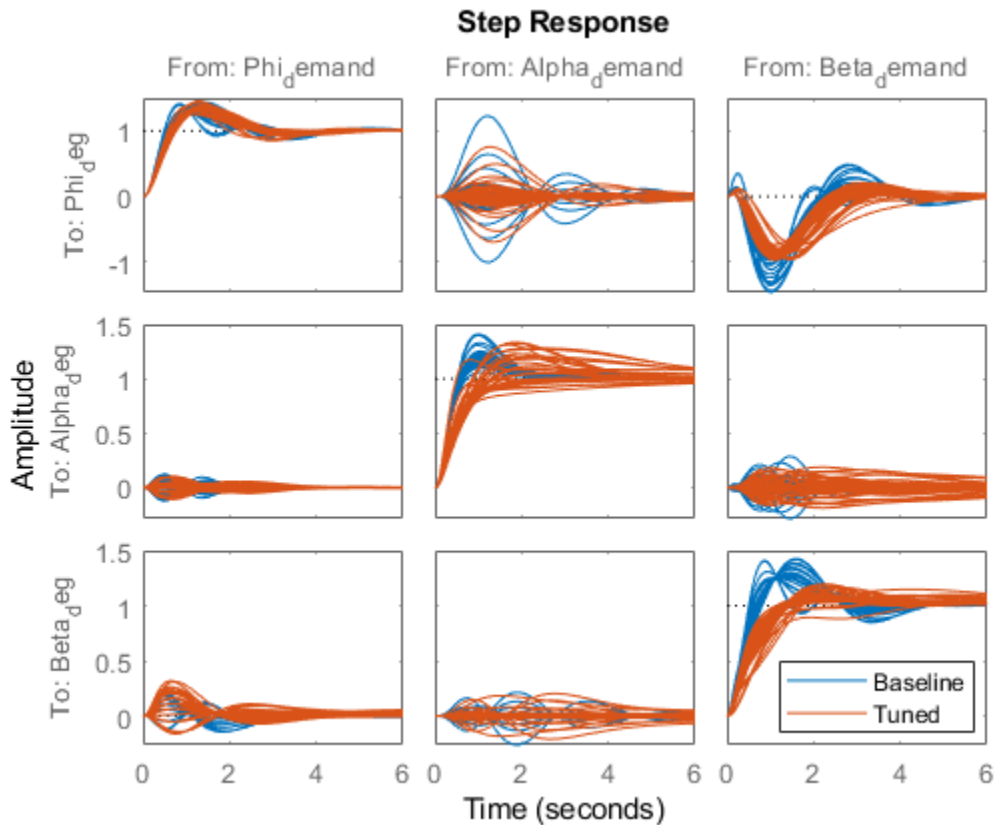 Step Response
From: Phi_demand
From: Alpha_demand
From: Beta_demand
To: Phi_deg
1
0
-1
Amplitude
To: Alpha_deg
1.5
1
0.5
0
To: Beta_deg
1.5
1
0.5
0
Baseline
Tuned
0 2 4 6
0 2 4 6
0 2 4 6
Time (seconds)